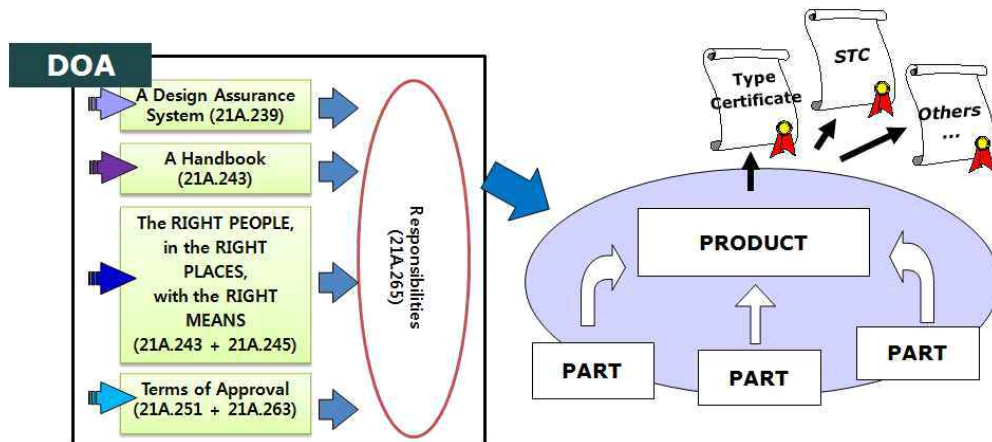 DOA
A Design Assurance
System (21A.239)
A Handbook
(21A.243)
The RIGHT PEOPLE,
in the RIGHT
PLACES,
with the RIGHT
MEANS
(21A.243 + 21A.245)
Terms of Approval
(21A.251 + 21A.263)
Responsibilities
(21A.265)
Type
Certificate
STC
Others
...
PRODUCT
PART
PART
PART